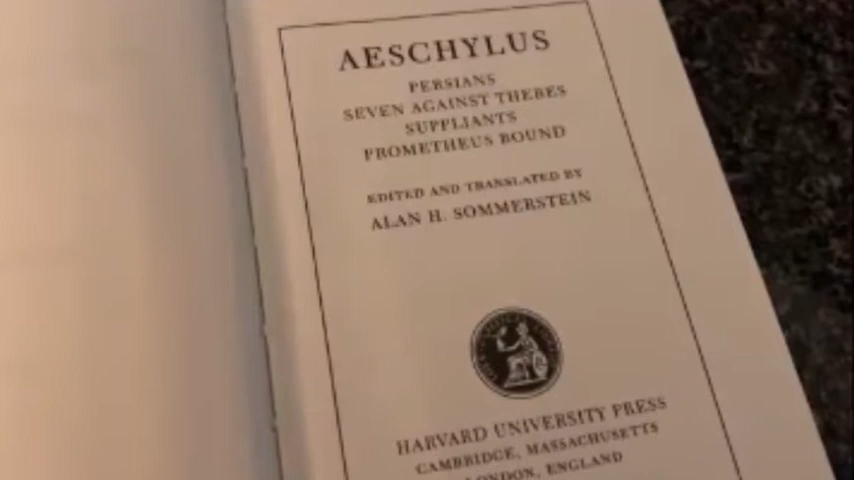 AESCHYLUS
PERSIANS
SEVEN AGAINST THEBES
SUPPLIANTS
PROMETHEUS BOUND
EDITED AND TRANSLATED BY
ALAN H. SOMMERSTEIN
HARVARD UNIVERSITY PRESS
CAMBRIDGE, MASSACHUSETTS
LONDON, ENGLAND